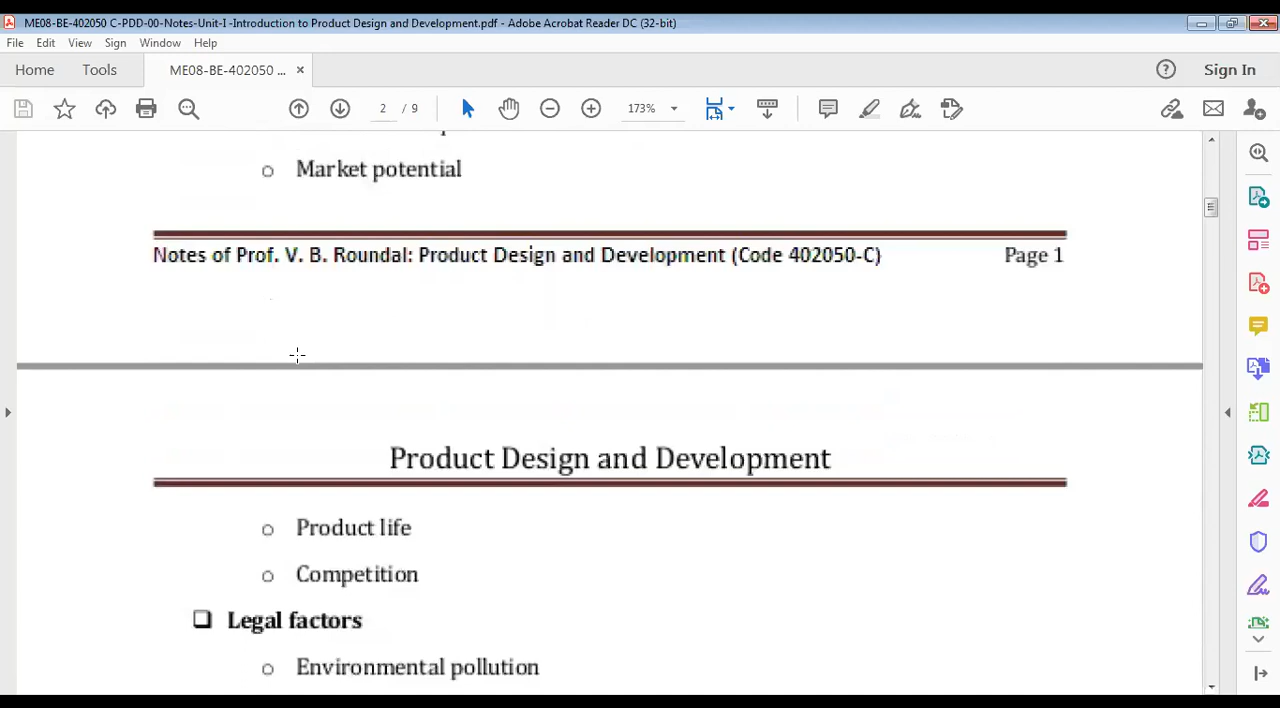 ME08-BE-402050 C-PDD-00-Notes-Unit-I -Introduction to Product Design and Development.pdf - Adobe Acrobat Reader DC (32-bit)
File Edit View Sign Window Help
Home Tools ME08-BE-402050 ... × Sign In
2 / 9 173%
o Market potential
Notes of Prof. V. B. Roundal: Product Design and Development (Code 402050-C) Page 1
Product Design and Development
o Product life
o Competition
❑ Legal factors
o Environmental pollution